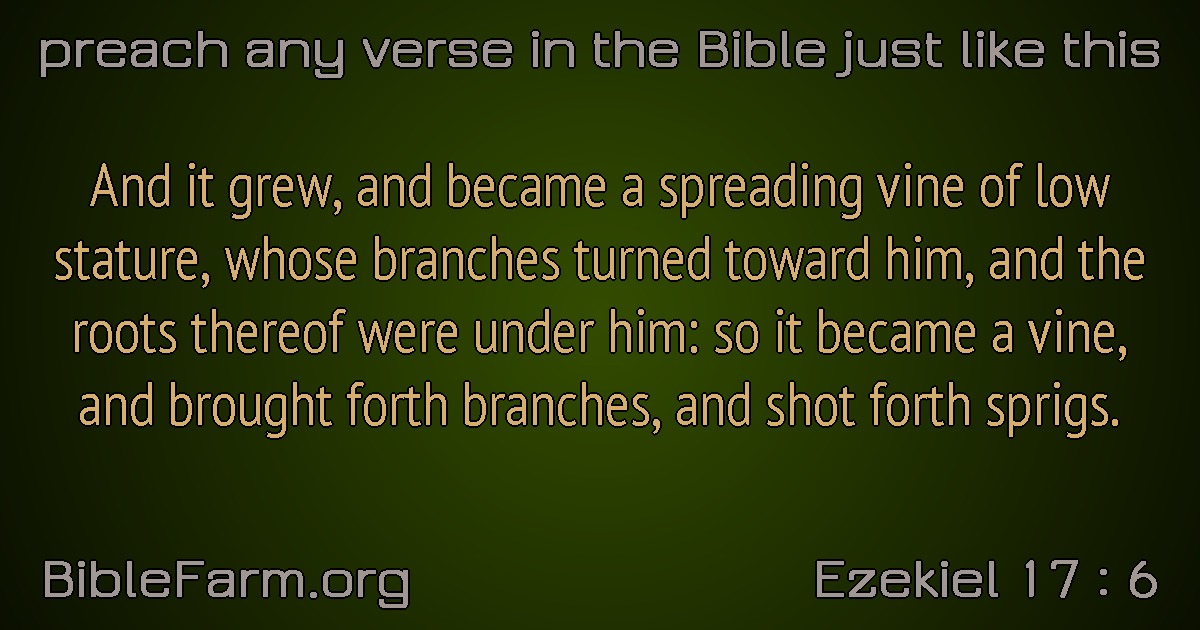 preach any verse in the Bible just like this
And it grew, and became a spreading vine of low
stature, whose branches turned toward him, and the
roots thereof were under him: so it became a vine,
and brought forth branches, and shot forth sprigs.
BibleFarm.org
Ezekiel 17 : 6